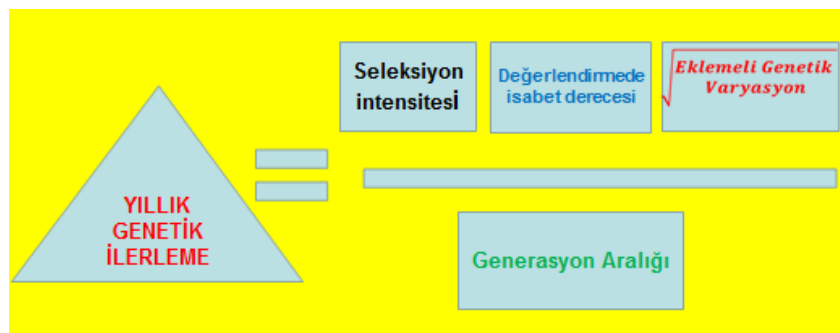 Seleksiyon
intensitesi
Değerlendirmede
isabet derecesi
√Eklemeli Genetik
Varyasyon
YILLIK
GENETİK
İLERLEME
=
Generasyon Aralığı